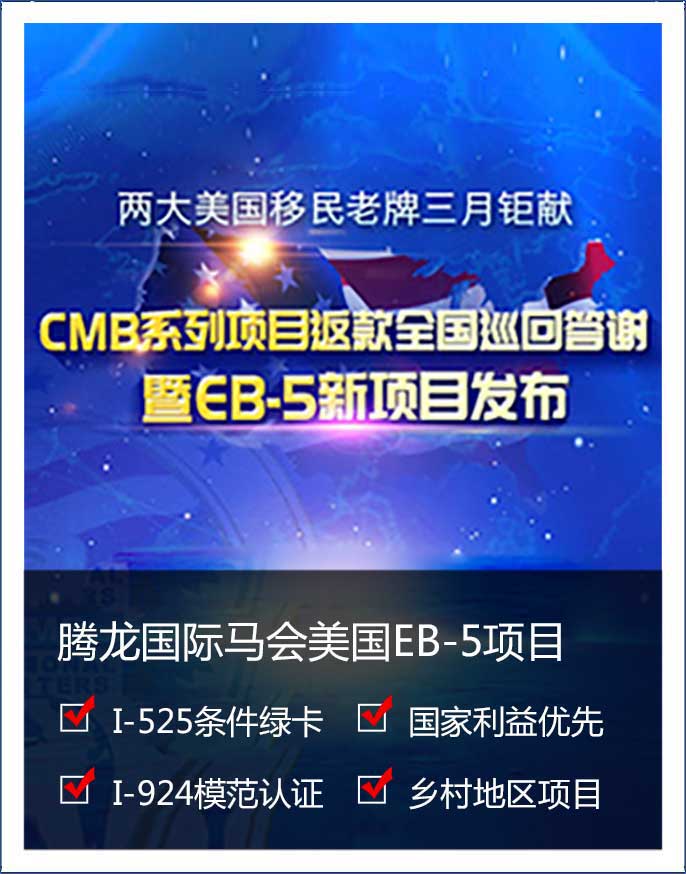 两大美国移民老牌三月钜献
CMB系列项目返款全国巡回答谢
暨EB-5新项目发布
腾龙国际马会美国EB-5项目
I-525条件绿卡 国家利益优先
I-924模范认证 乡村地区项目